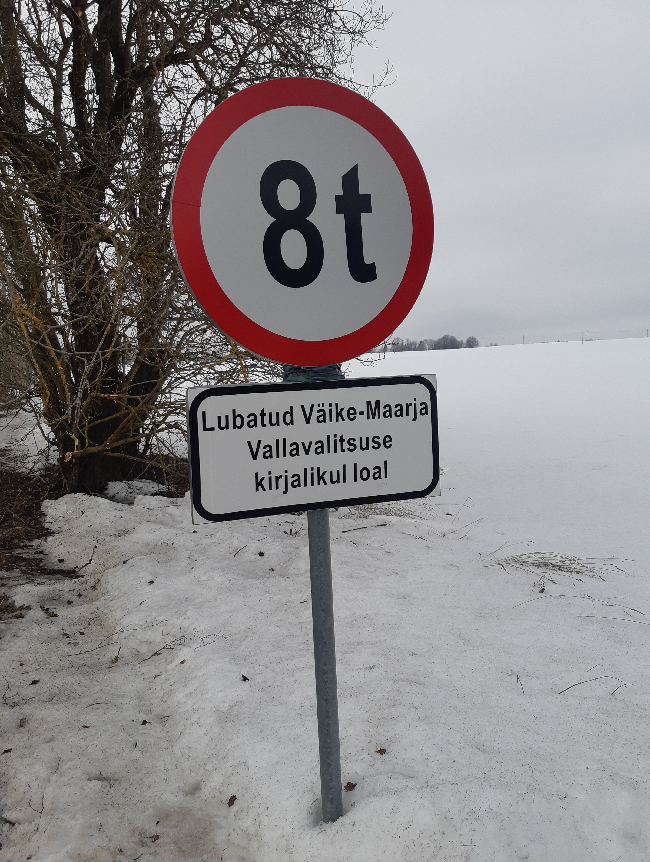 8t
Lubatud Väike-Maarja
Vallavalitsuse
kirjalikul loal